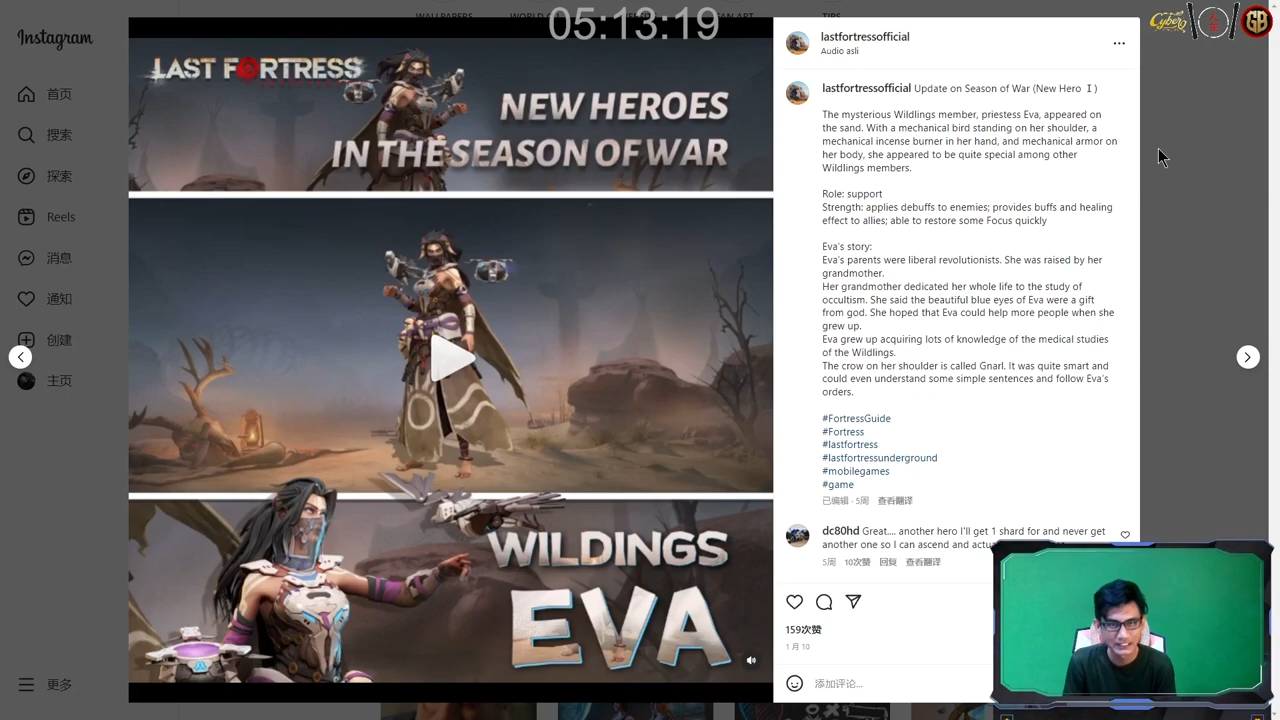 WALLPAPERS
TIPS
05:13:19
Cyber
GB
Instagram
首页
搜索
探索
Reels
消息
通知
创建
主页
更多
LAST FORTRESS
NEW HEROES
IN THE SEASON OF WAR
WILDINGS
EVA
lastfortressofficial
Audio asli
lastfortressofficial Update on Season of War (New Hero Ⅰ)
The mysterious Wildlings member, priestess Eva, appeared on
the sand. With a mechanical bird standing on her shoulder, a
mechanical incense burner in her hand, and mechanical armor on
her body, she appeared to be quite special among other
Wildlings members.
Role: support
Strength: applies debuffs to enemies; provides buffs and healing
effect to allies; able to restore some Focus quickly
Eva's story:
Eva's parents were liberal revolutionists. She was raised by her
grandmother.
Her grandmother dedicated her whole life to the study of
occultism. She said the beautiful blue eyes of Eva were a gift
from god. She hoped that Eva could help more people when she
grew up.
Eva grew up acquiring lots of knowledge of the medical studies
of the Wildlings.
The crow on her shoulder is called Gnarl. It was quite smart and
could even understand some simple sentences and follow Eva's
orders.
#FortressGuide
#Fortress
#lastfortress
#lastfortressunderground
#mobilegames
#game
已编辑 · 5周 查看翻译
dc80hd Great.... another hero I'll get 1 shard for and never get
another one so I can ascend and
5周 10次赞 回复 查看翻译
159次赞
1 月 10
添加评论...